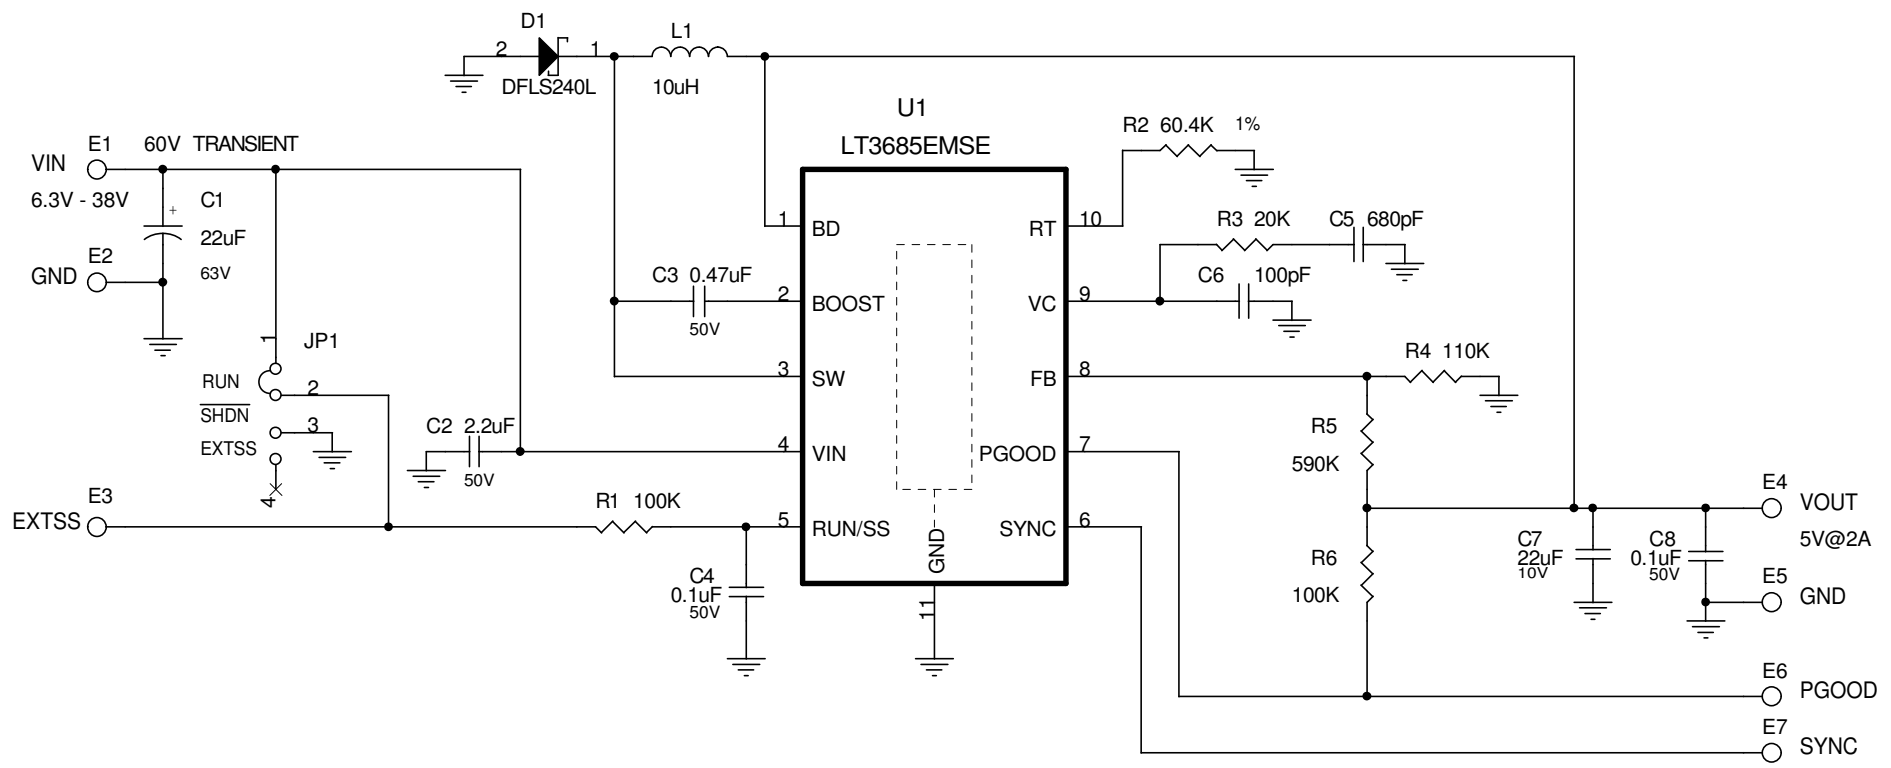 D1
2
1
DFLS240L
L1
10uH
U1
LT3685EMSE
R2 60.4K 1%
E1
60V TRANSIENT
VIN
6.3V - 38V
+
C1
22uF
63V
E2
GND
1
JP1
RUN
2
SHDN
3
EXTSS
4
C3 0.47uF
50V
C2 2.2uF
50V
E3
EXTSS
R1 100K
C4
0.1uF
50V
1
BD
2
BOOST
3
SW
4
VIN
5
RUN/SS
GND
11
RT
10
VC
9
FB
8
PGOOD
7
SYNC
6
R3 20K
C5 680pF
C6 100pF
R4 110K
R5
590K
R6
100K
C7
22uF
10V
C8
0.1uF
50V
E4
VOUT
5V@2A
E5
GND
E6
PGOOD
E7
SYNC